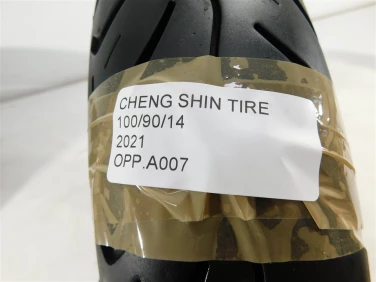 CHENG SHIN TIRE
100/90/14
2021
OPP.A007